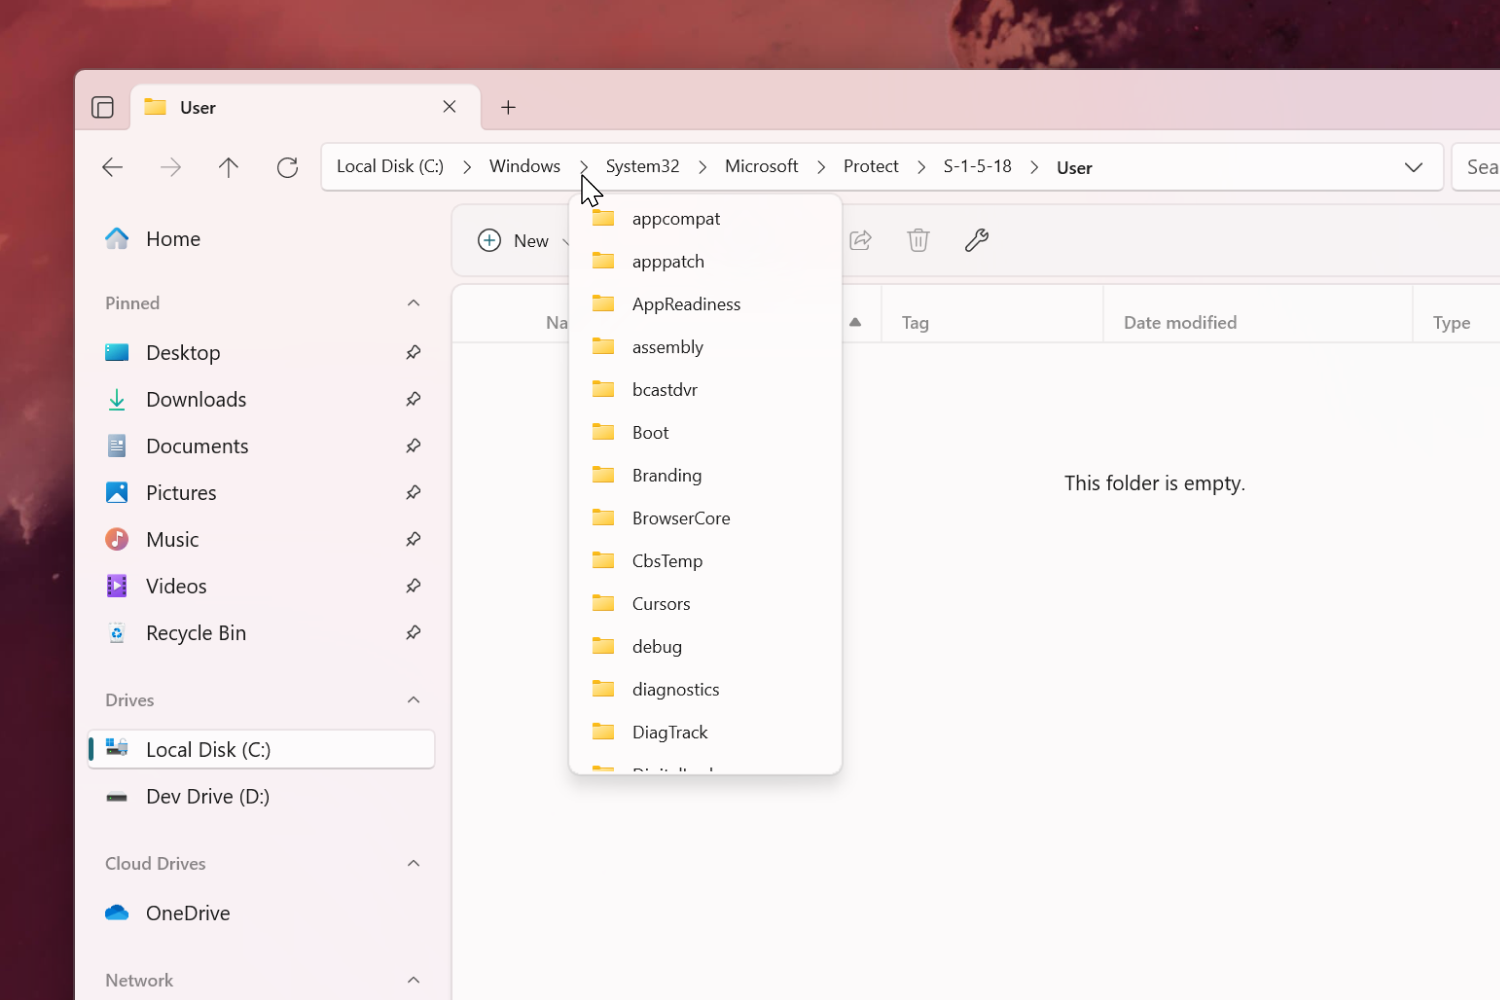 User
Local Disk (C:) Windows System32 Microsoft Protect S-1-5-18 User
Sea
Home
Pinned
Desktop
Downloads
Documents
Pictures
Music
Videos
Recycle Bin
Drives
Local Disk (C:)
Dev Drive (D:)
Cloud Drives
OneDrive
Network
New
appcompat
apppatch
AppReadiness
assembly
bcastdvr
Boot
Branding
BrowserCore
CbsTemp
Cursors
debug
diagnostics
DiagTrack
Na
Tag
Date modified
Type
This folder is empty.